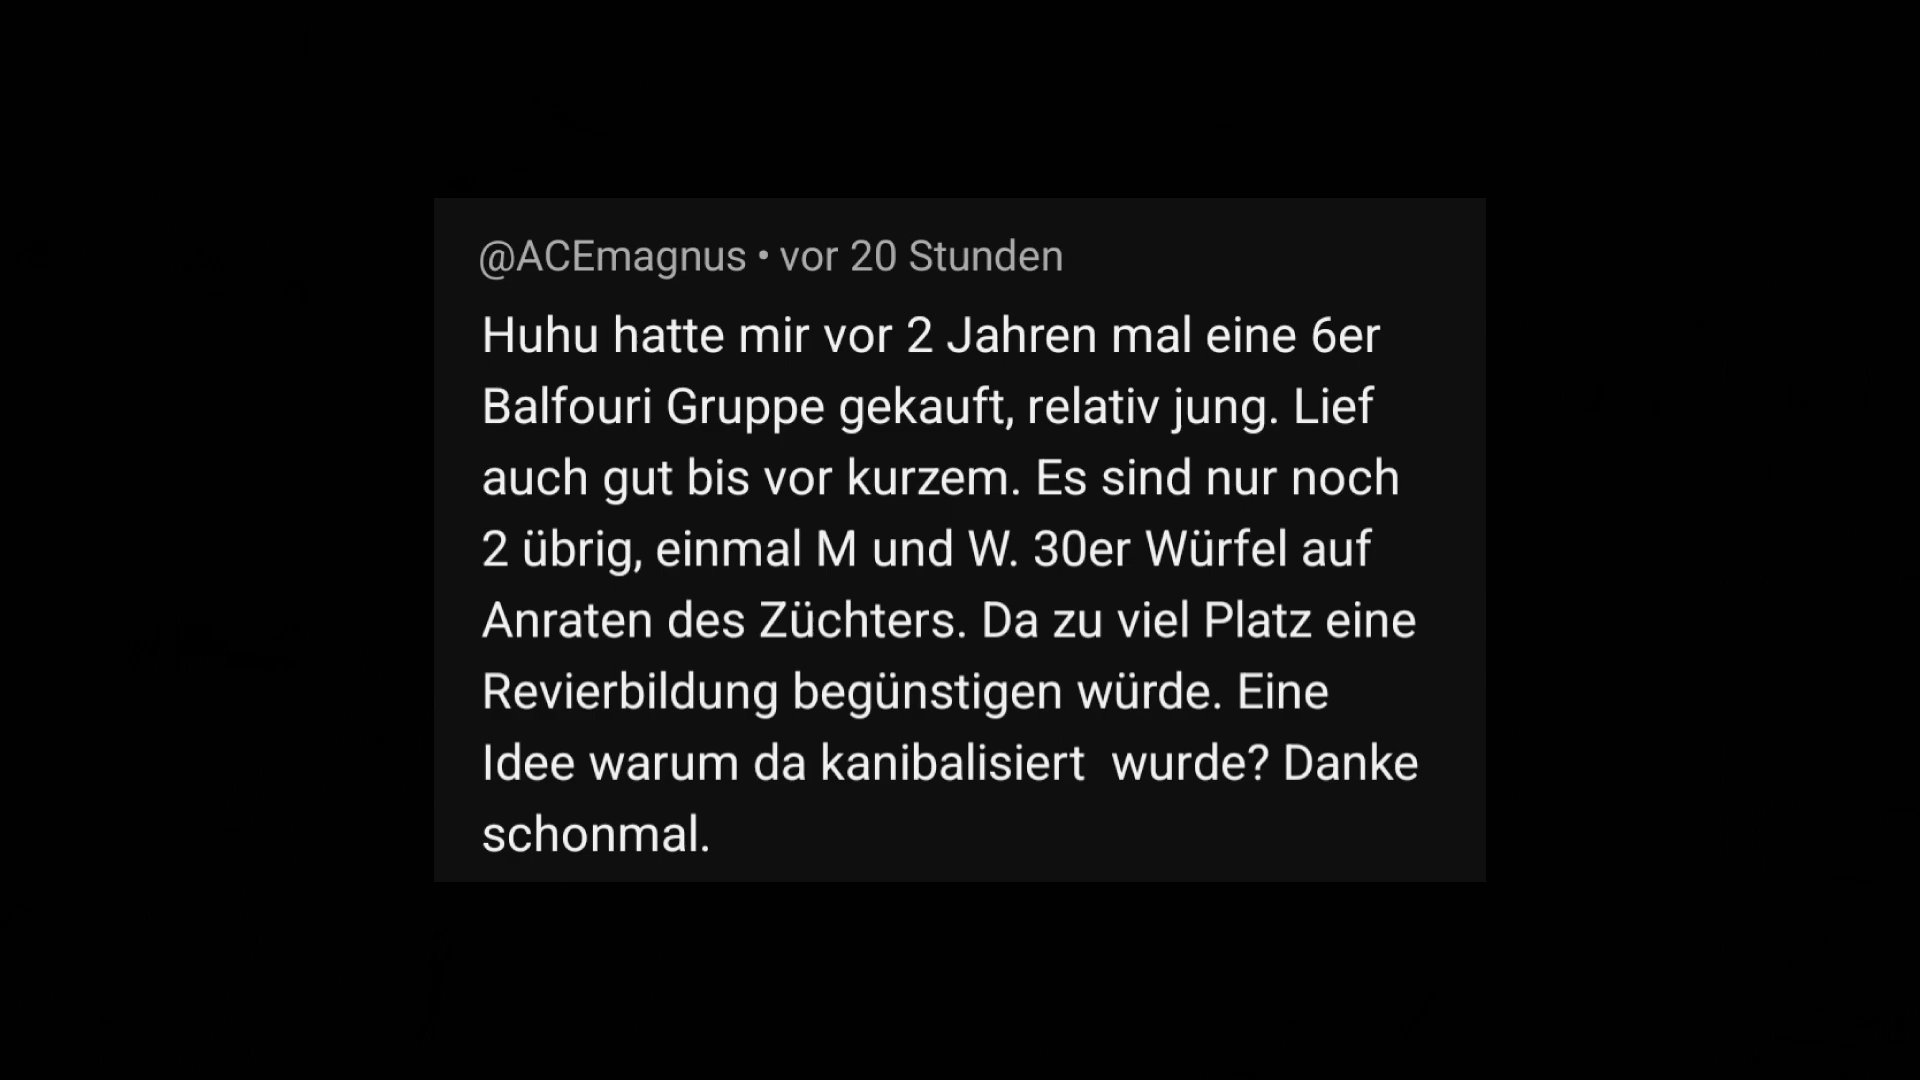 @ACEmagnus • vor 20 Stunden
Huhu hatte mir vor 2 Jahren mal eine 6er
Balfouri Gruppe gekauft, relativ jung. Lief
auch gut bis vor kurzem. Es sind nur noch
2 übrig, einmal M und W. 30er Würfel auf
Anraten des Züchters. Da zu viel Platz eine
Revierbildung begünstigen würde. Eine
Idee warum da kanibalisiert  wurde? Danke
schonmal.